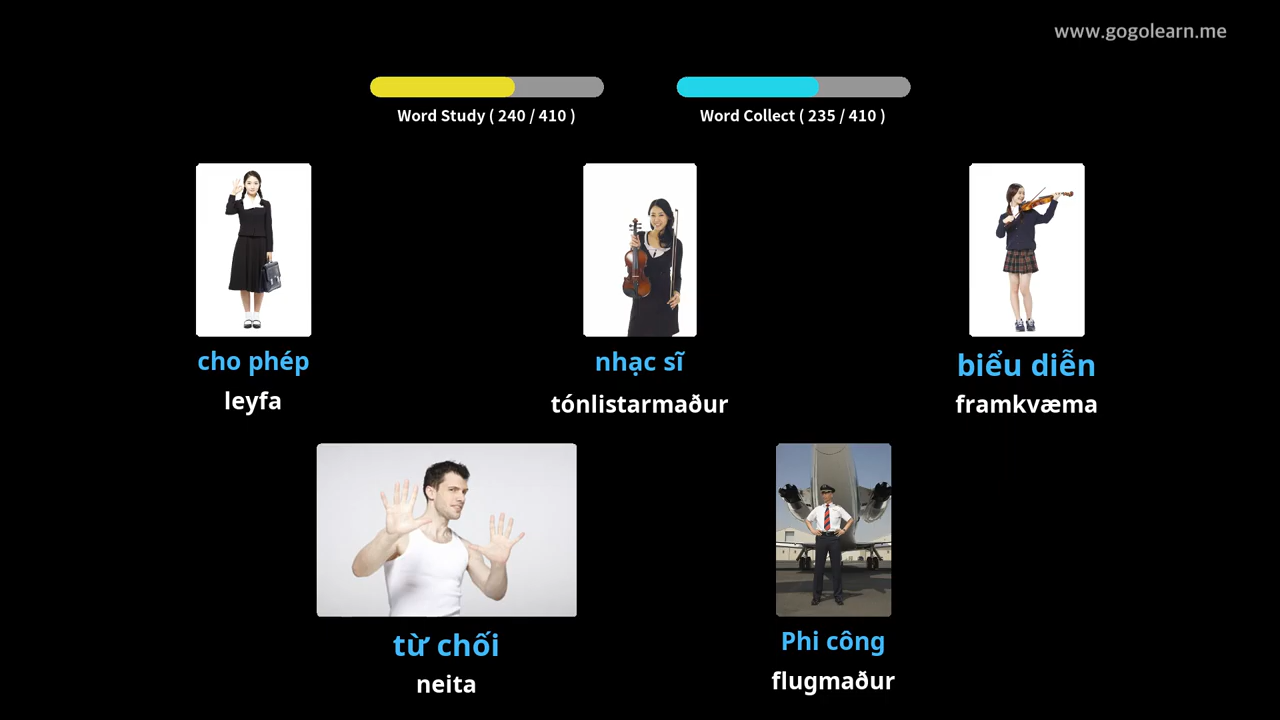 www.gogolearn.me
Word Study ( 240 / 410 )
Word Collect ( 235 / 410 )
cho phép
leyfa
nhạc sĩ
tónlistarmaður
biểu diễn
framkvæma
từ chối
neita
Phi công
flugmaður